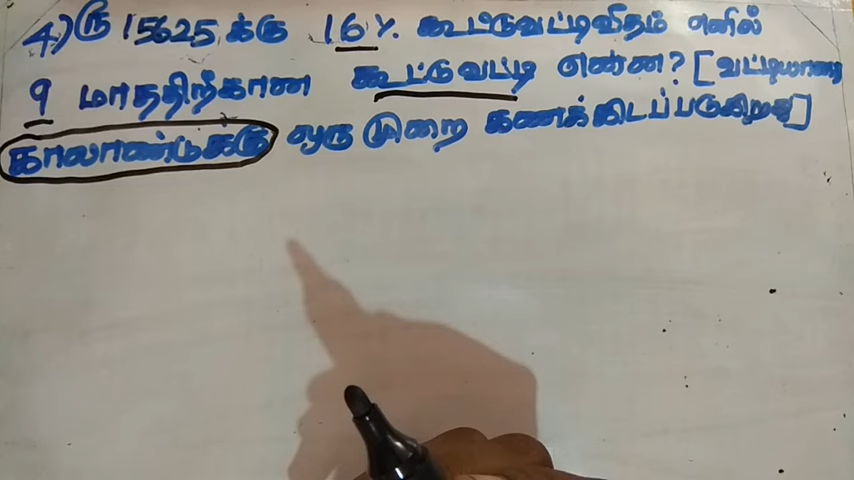 4) ரூ 15625 க்கு 16%. கூட்டுவட்டிவீதம் எனில்
9 மாததிற்கான கூட்டுவட்டி என்ன? [வட்டியானது
காலாண்டுக்கு ஒரு முறை கணக்கிடப்படுகிறது]